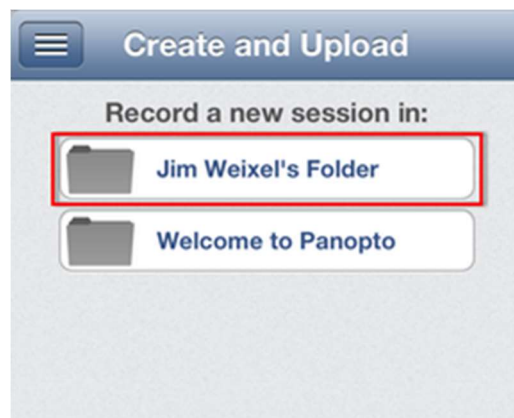 Create and Upload
Record a new session in:
Jim Weixel's Folder
Welcome to Panopto